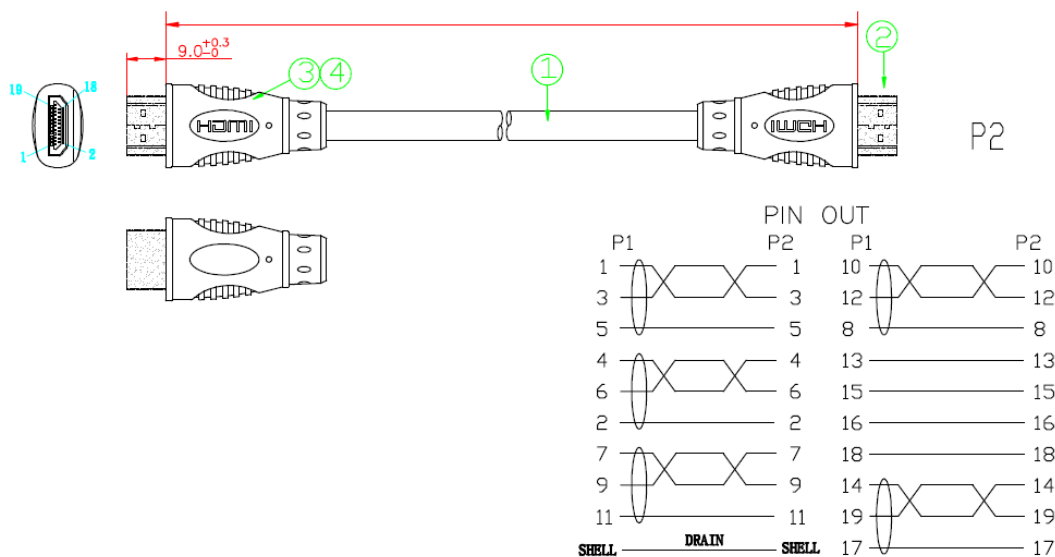 9.0+0.3 -0
③ ④
①
②
19 18
1 2
HDMI
HDMI
P2
PIN OUT
P1 P2 P1 P2
1 1 10 10
3 3 12 12
5 5 8 8
4 4 13 13
6 6 15 15
2 2 16 16
7 7 18 18
9 9 14 14
11 11 19 19
SHELL DRAIN SHELL 17 17